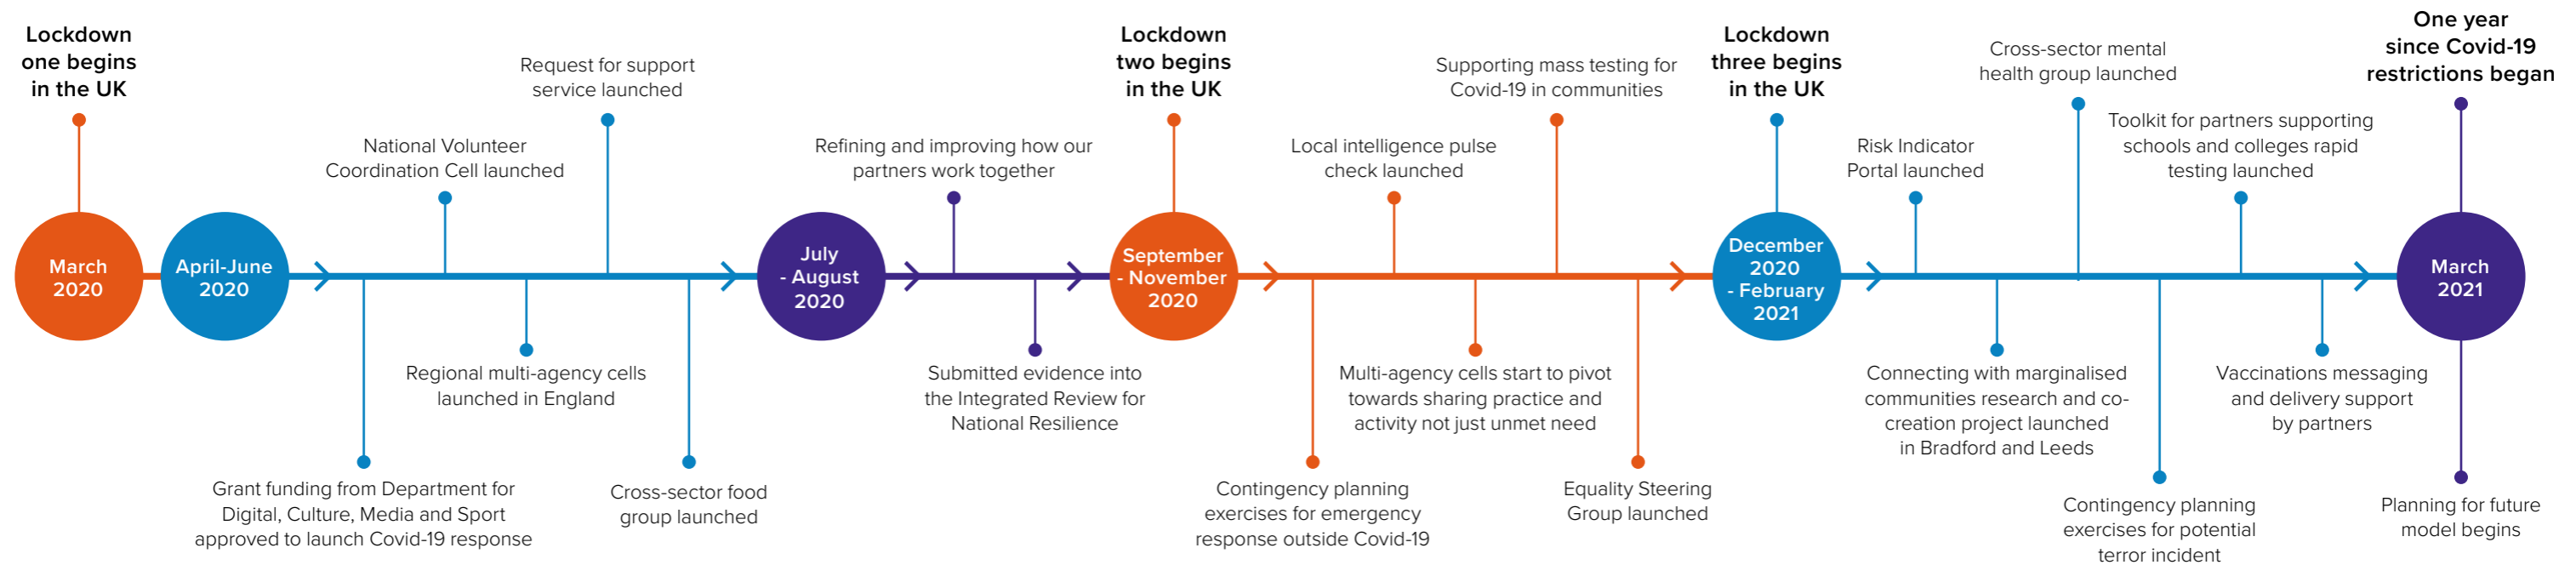 Lockdown
one begins
in the UK
March
2020
April-June
2020
Grant funding from Department for
Digital, Culture, Media and Sport
approved to launch Covid-19 response
National Volunteer
Coordination Cell launched
Regional multi-agency cells
launched in England
Request for support
service launched
Cross-sector food
group launched
July
- August
2020
Refining and improving how our
partners work together
Submitted evidence into
the Integrated Review for
National Resilience
Lockdown
two begins
in the UK
September
- November
2020
Contingency planning
exercises for emergency
response outside Covid-19
Local intelligence pulse
check launched
Multi-agency cells start to pivot
towards sharing practice and
activity not just unmet need
Supporting mass testing for
Covid-19 in communities
Equality Steering
Group launched
Lockdown
three begins
in the UK
December
2020
- February
2021
Risk Indicator
Portal launched
Connecting with marginalised
communities research and co-
creation project launched
in Bradford and Leeds
Cross-sector mental
health group launched
Contingency planning
exercises for potential
terror incident
Toolkit for partners supporting
schools and colleges rapid
testing launched
Vaccinations messaging
and delivery support
by partners
One year
since Covid-19
restrictions began
March
2021
Planning for future
model begins